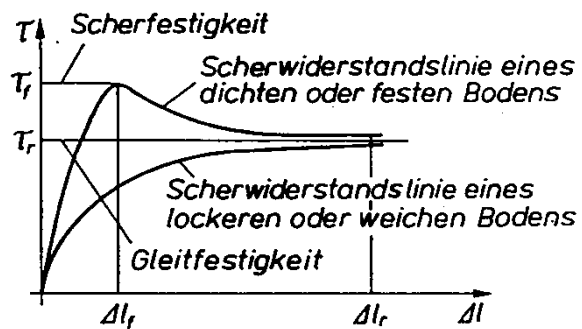 τ
Scherfestigkeit
τf
Scherwiderstandslinie eines
dichten oder festen Bodens
τr
Scherwiderstandslinie eines
lockeren oder weichen Bodens
Gleitfestigkeit
Δlf
Δlr
Δl